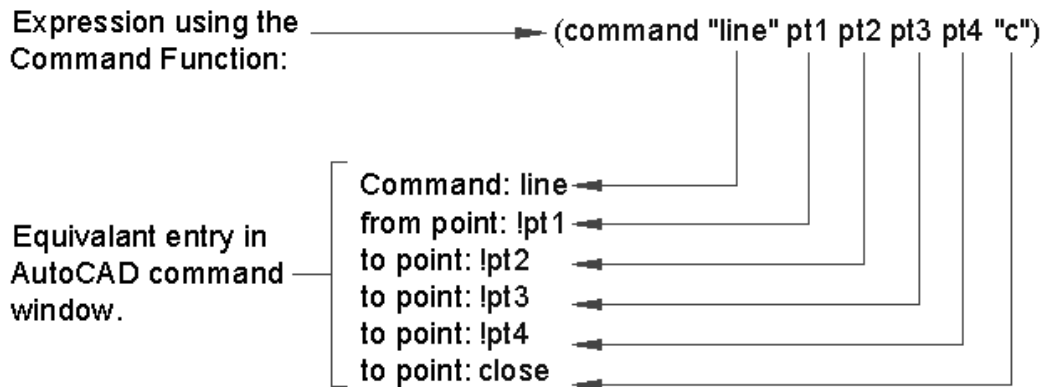 Expression using the
Command Function:
(command "line" pt1 pt2 pt3 pt4 "c")
Equivalant entry in
AutoCAD command
window.
Command: line
from point: !pt1
to point: !pt2
to point: !pt3
to point: !pt4
to point: close